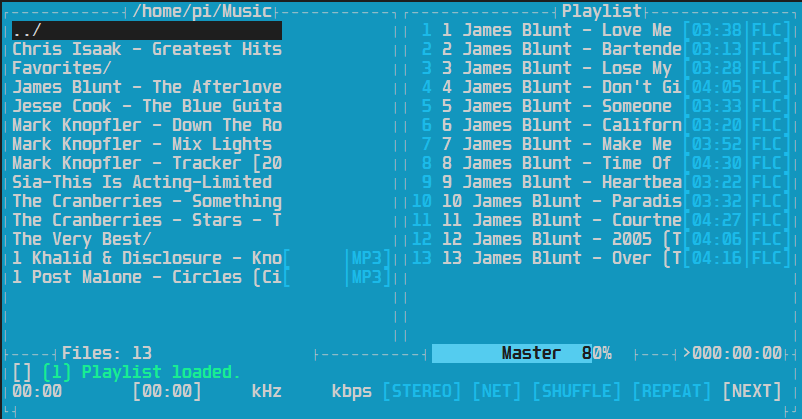 /home/pi/Music
../
Chris Isaak - Greatest Hits
Favorites/
James Blunt - The Afterlove
Jesse Cook - The Blue Guita
Mark Knopfler - Down The Ro
Mark Knopfler - Mix Lights
Mark Knopfler - Tracker [20
Sia-This Is Acting-Limited
The Cranberries - Something
The Cranberries - Stars - T
The Very Best/
1 Khalid & Disclosure - Kno[ |MP3]
1 Post Malone - Circles (Ci[ |MP3]
Playlist
1 1 James Blunt - Love Me [03:38|FLC]
2 2 James Blunt - Bartende[03:13|FLC]
3 3 James Blunt - Lose My [03:28|FLC]
4 4 James Blunt - Don't Gi[04:05|FLC]
5 5 James Blunt - Someone [03:33|FLC]
6 6 James Blunt - Californ[03:20|FLC]
7 7 James Blunt - Make Me [03:52|FLC]
8 8 James Blunt - Time Of [03:30|FLC]
9 9 James Blunt - Heartbea[03:22|FLC]
10 10 James Blunt - Paradis[03:32|FLC]
11 11 James Blunt - Courtne[04:27|FLC]
12 12 James Blunt - 2005 [T[04:06|FLC]
13 13 James Blunt - Over [T[04:16|FLC]
Files: 13 Master 80% >000:00:00
[] (1) Playlist loaded.
00:00 [00:00] kHz kbps [STEREO] [NET] [SHUFFLE] [REPEAT] [NEXT]